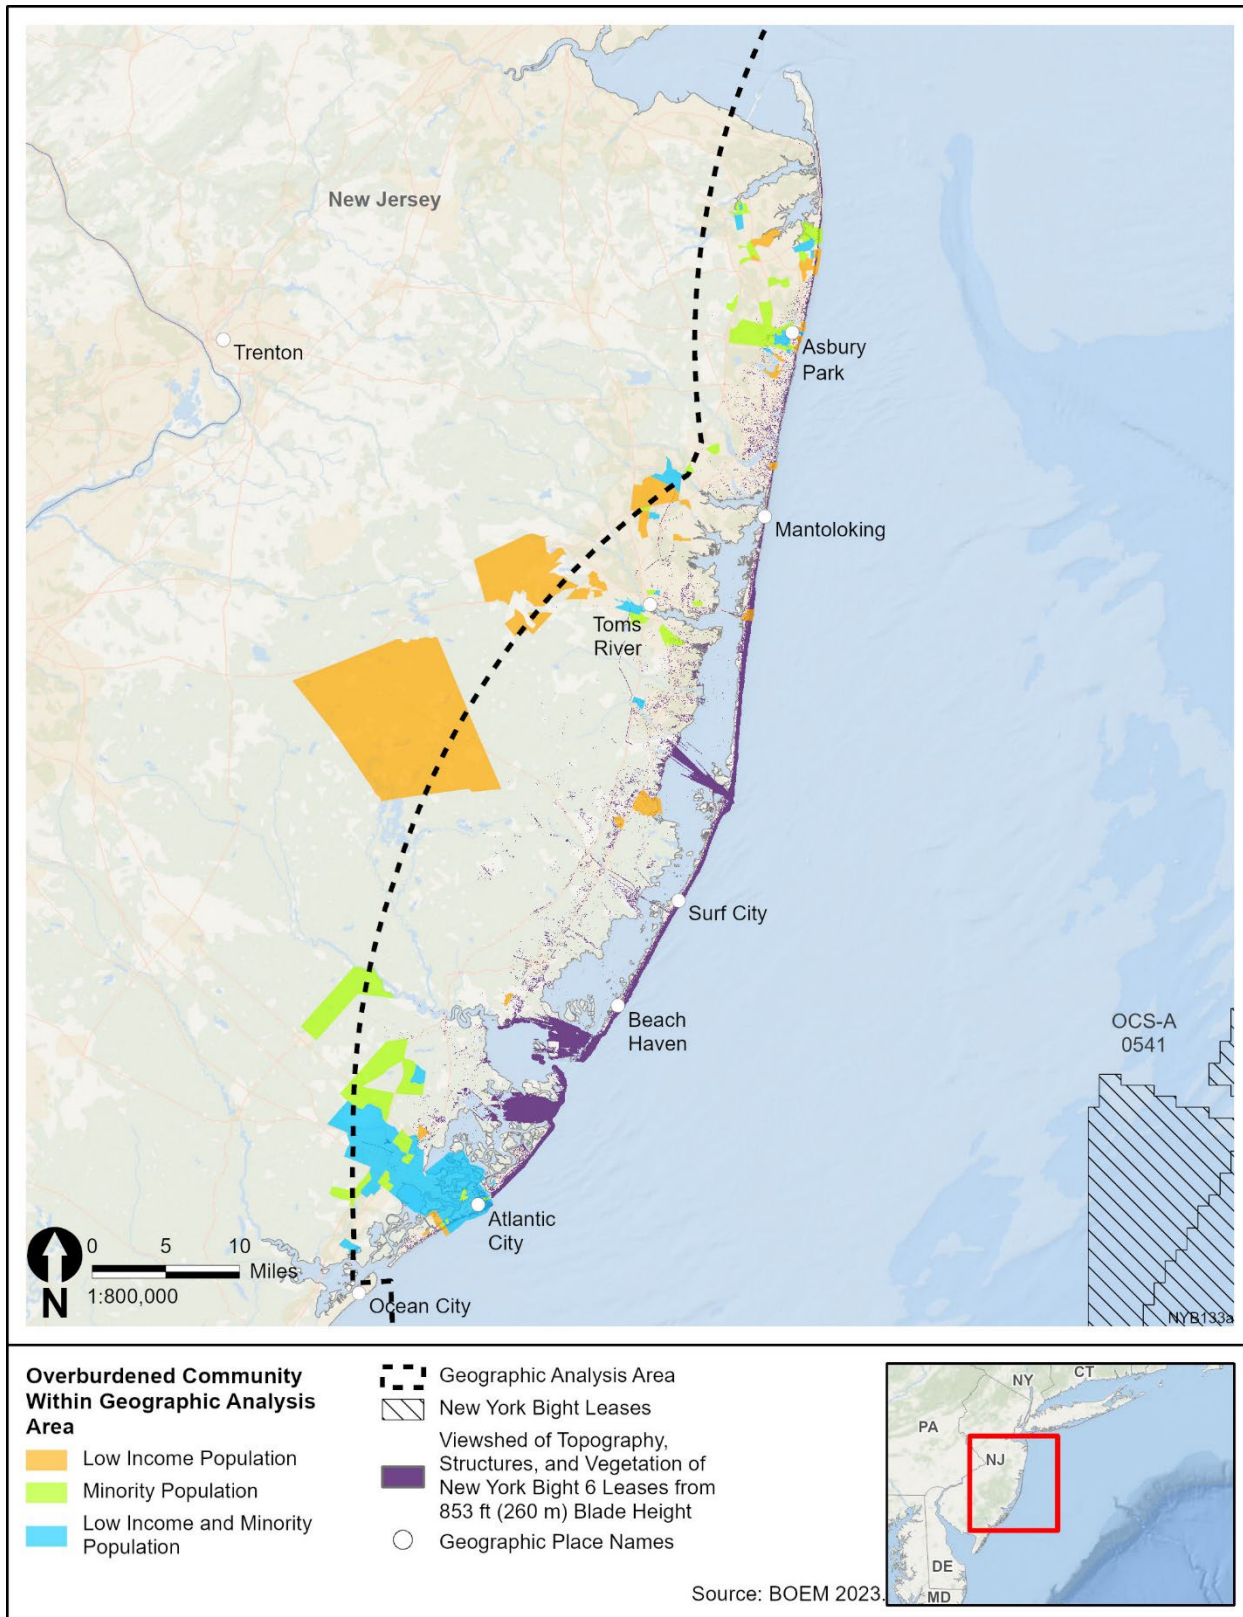 New Jersey
Trenton
Asbury
Park
Mantoloking
Toms
River
Surf City
Beach
Haven
OCS-A
0541
Atlantic
City
Ocean City
0 5 10
Miles
1:800,000
N
NYB133a
Overburdened Community
Within Geographic Analysis
Area
Low Income Population
Minority Population
Low Income and Minority
Population
Geographic Analysis Area
New York Bight Leases
Viewshed of Topography,
Structures, and Vegetation of
New York Bight 6 Leases from
853 ft (260 m) Blade Height
Geographic Place Names
Source: BOEM 2023.
NY
CT
PA
NJ
DE
MD